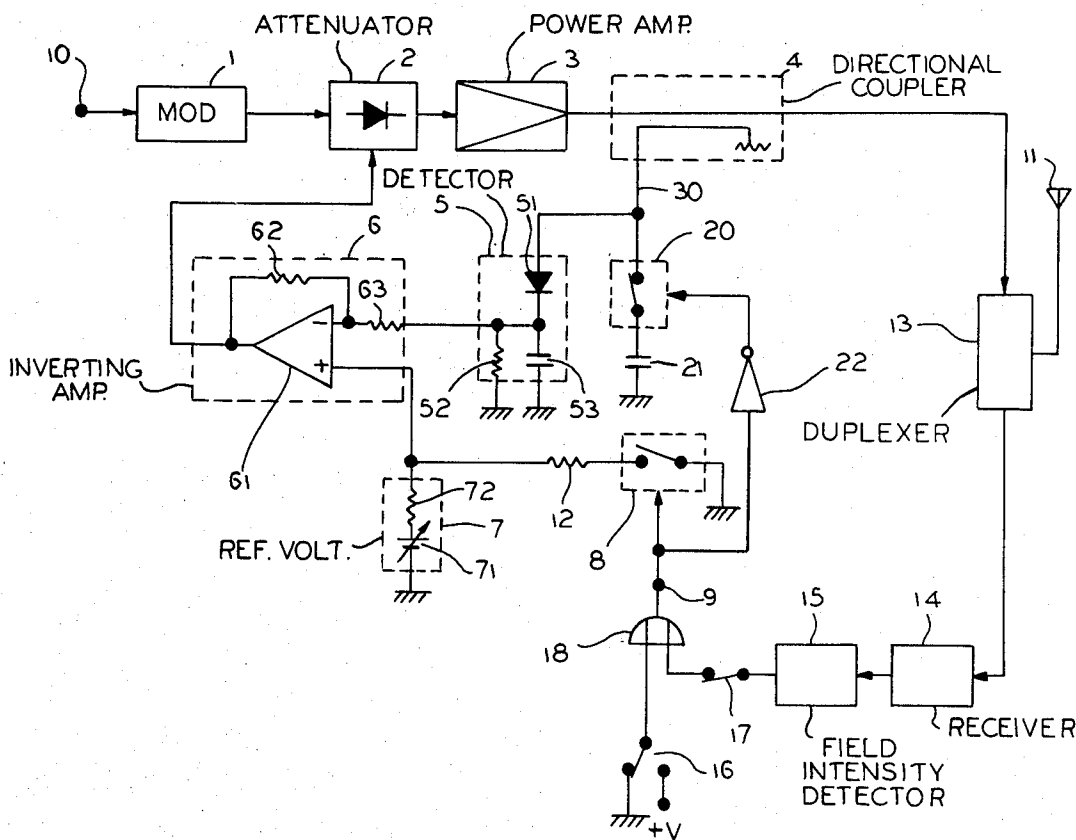 ATTENUATOR
POWER AMP.
10
1
2
3
4
DIRECTIONAL
COUPLER
MOD
11
DETECTOR
30
5
51
6
62
20
63
13
−
+
21
22
INVERTING
AMP.
52
53
DUPLEXER
61
72
12
7
8
REF. VOLT.
71
9
15
14
18
17
RECEIVER
16
FIELD
INTENSITY
DETECTOR
+V